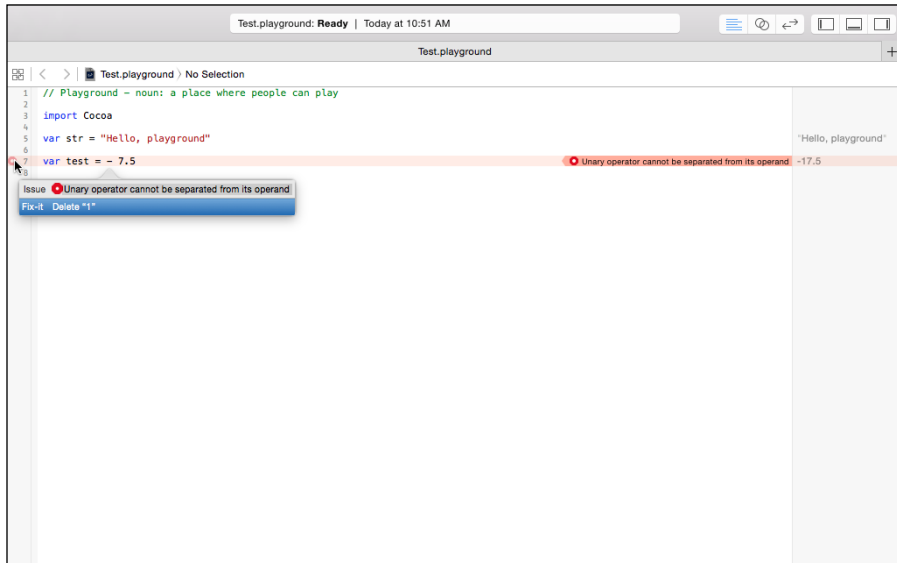 Test.playground: Ready | Today at 10:51 AM
Test.playground
Test.playground › No Selection
1 // Playground – noun: a place where people can play
2
3 import Cocoa
4
5 var str = "Hello, playground" "Hello, playground"
6
7 var test = – 7.5 Unary operator cannot be separated from its operand -17.5
8
Issue Unary operator cannot be separated from its operand
Fix-it Delete "1"